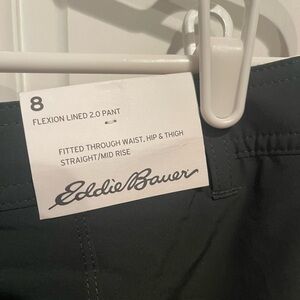 8
FLEXION LINED 2.0 PANT
FITTED THROUGH WAIST, HIP & THIGH
STRAIGHT/MID RISE
Eddie Bauer